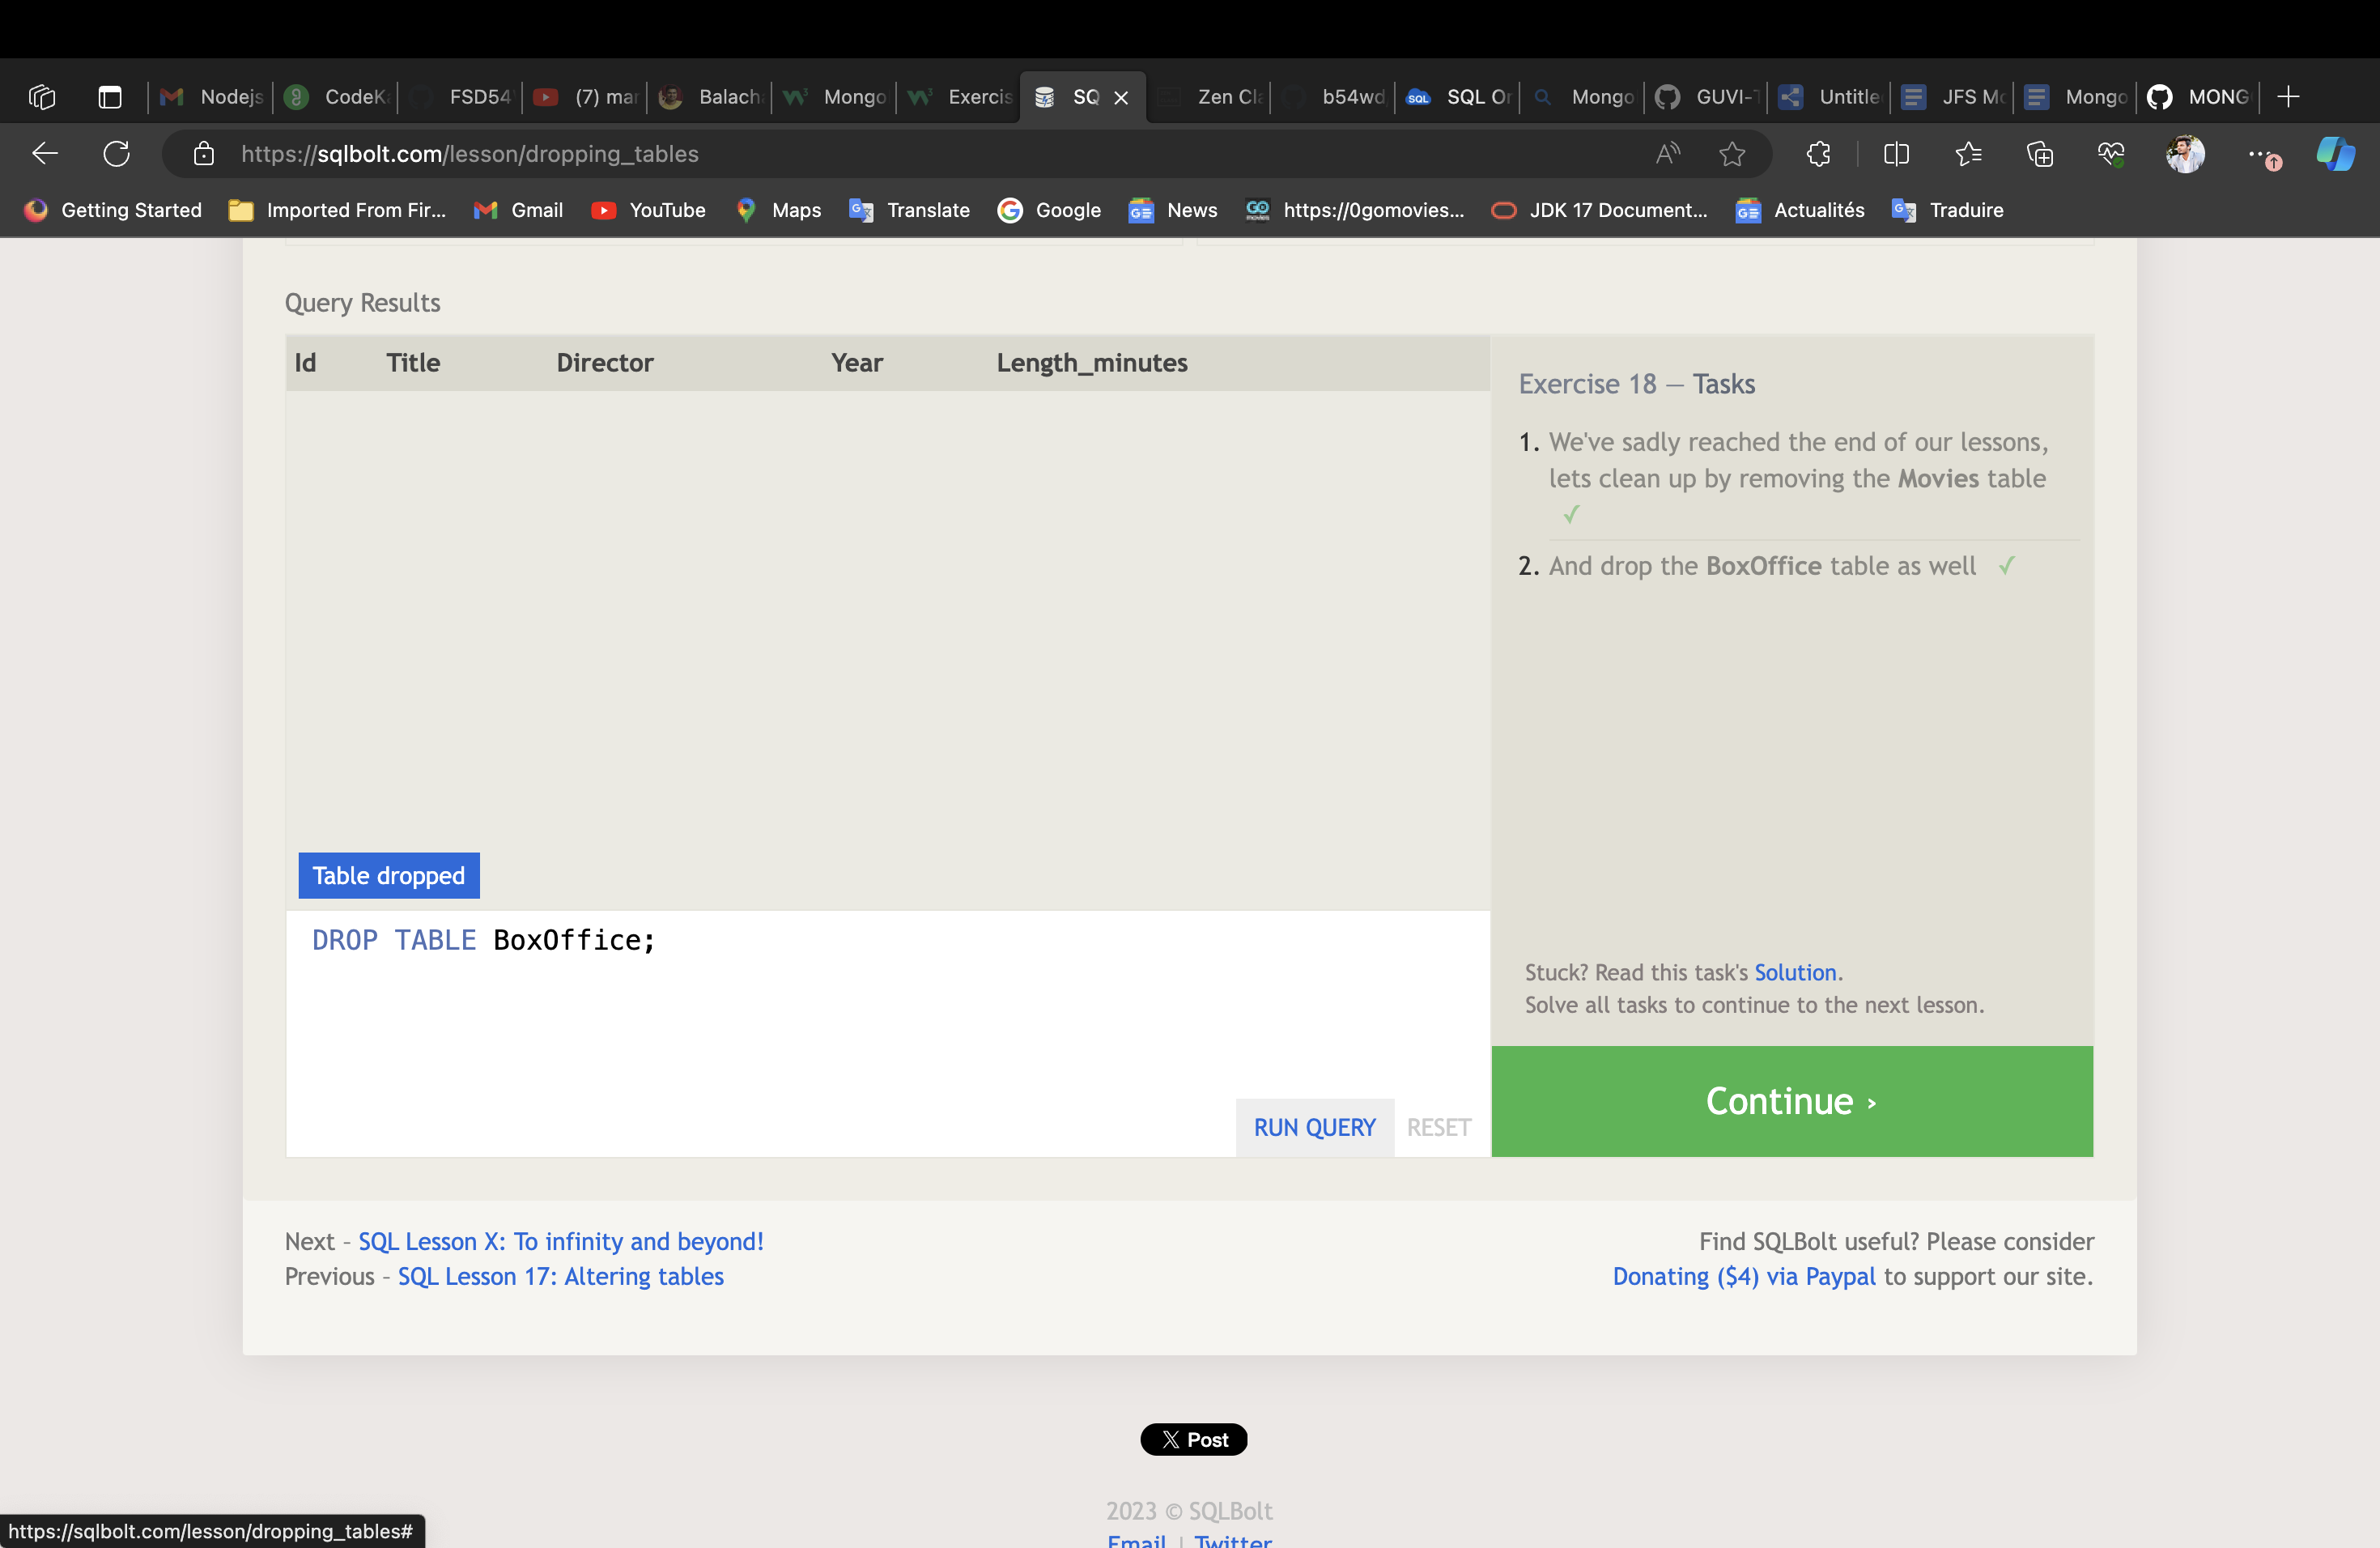 Nodejs
CodeK
FSD54
(7) mar
Balach
Mongo
Exercis
SQ
Zen Cla
b54wd
SQL Or
Mongo
GUVI-T
Untitle
JFS Mo
Mongo
MONG
https://sqlbolt.com/lesson/dropping_tables
Getting Started
Imported From Fir...
Gmail
YouTube
Maps
Translate
Google
News
https://0gomovies...
JDK 17 Document...
Actualités
Traduire
Query Results
Id Title Director Year Length_minutes
Table dropped
DROP TABLE BoxOffice;
RUN QUERY RESET
Exercise 18 — Tasks
1. We've sadly reached the end of our lessons,
lets clean up by removing the Movies table
✓
2. And drop the BoxOffice table as well ✓
Stuck? Read this task's Solution.
Solve all tasks to continue to the next lesson.
Continue ›
Next – SQL Lesson X: To infinity and beyond!
Previous – SQL Lesson 17: Altering tables
Find SQLBolt useful? Please consider
Donating ($4) via Paypal to support our site.
X Post
2023 © SQLBolt
Email | Twitter
https://sqlbolt.com/lesson/dropping_tables#